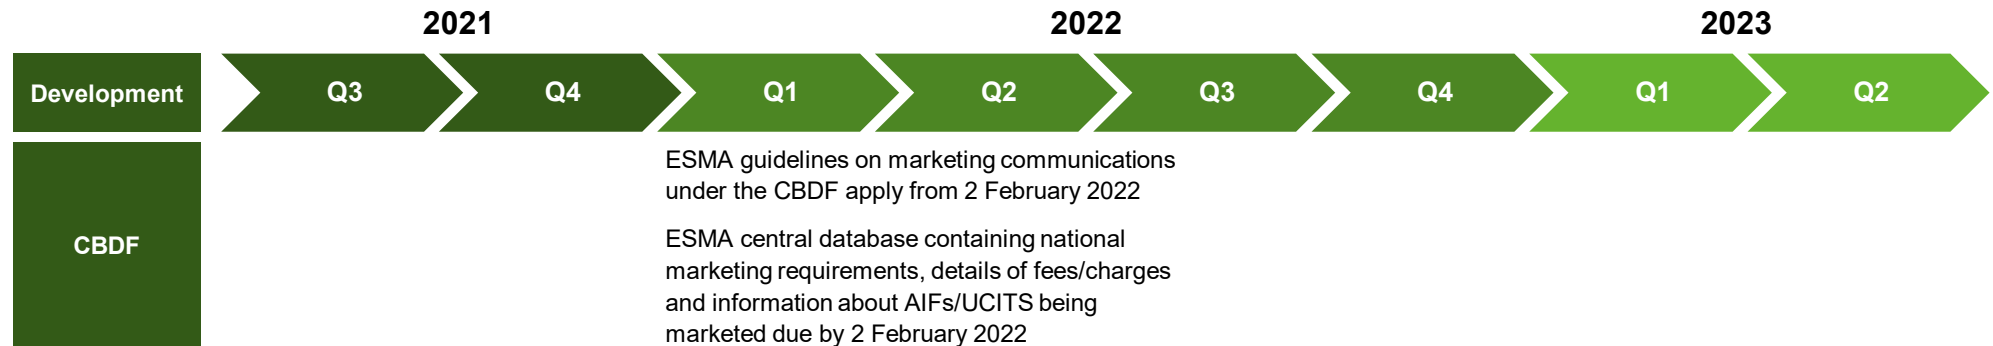 2021 2022 2023
Development Q3 Q4 Q1 Q2 Q3 Q4 Q1 Q2
CBDF
ESMA guidelines on marketing communications
under the CBDF apply from 2 February 2022
ESMA central database containing national
marketing requirements, details of fees/charges
and information about AIFs/UCITS being
marketed due by 2 February 2022